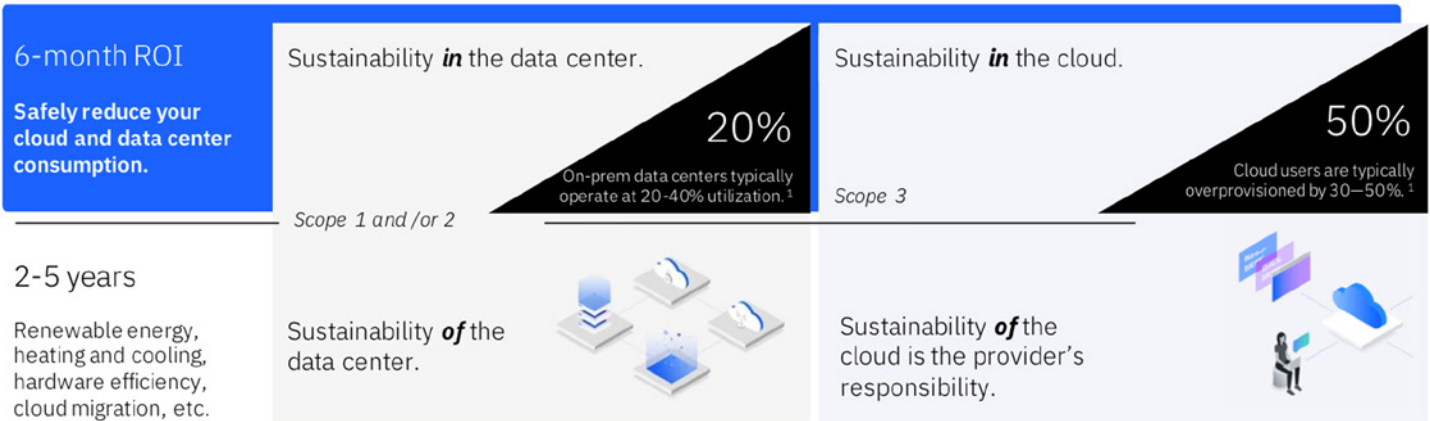 6-month ROI
Safely reduce your
cloud and data center
consumption.
Sustainability in the data center.
20%
On-prem data centers typically
operate at 20-40% utilization.1
Sustainability in the cloud.
50%
Cloud users are typically
overprovisioned by 30—50%.1
Scope 1 and/or 2
Scope 3
2-5 years
Renewable energy,
heating and cooling,
hardware efficiency,
cloud migration, etc.
Sustainability of the
data center.
Sustainability of the
cloud is the provider's
responsibility.